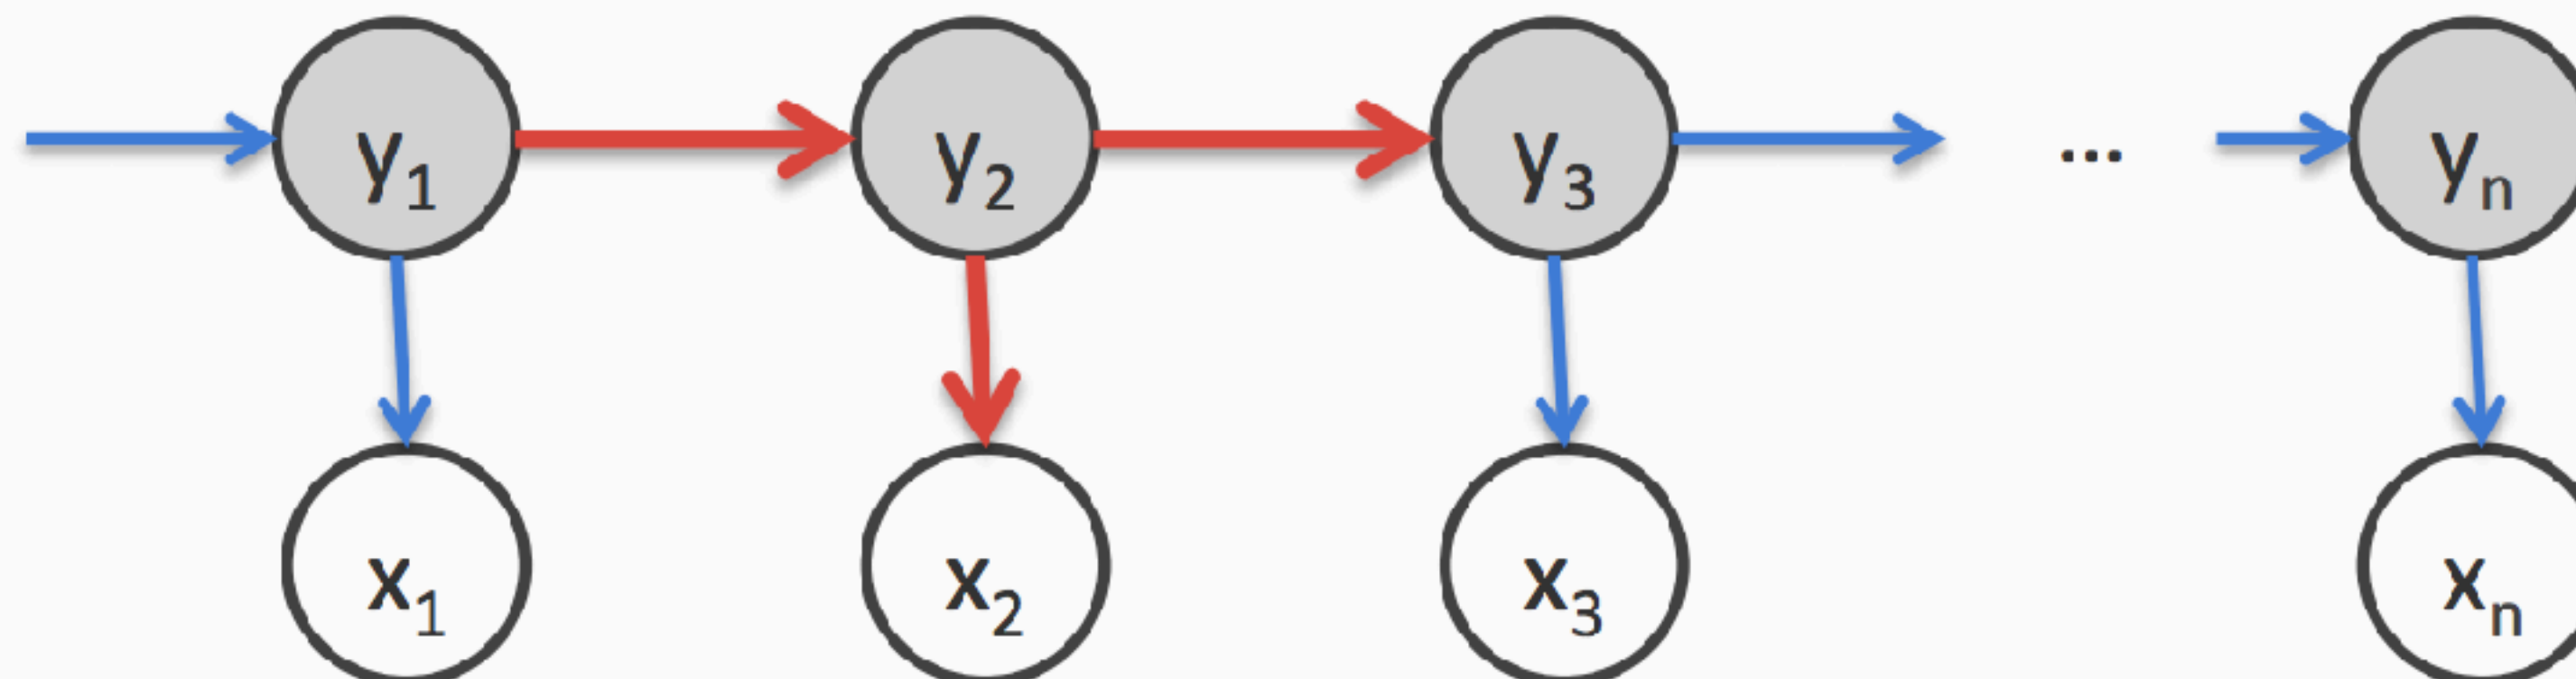 y₁ y₂ y₃ ... yₙ
x₁ x₂ x₃ xₙ